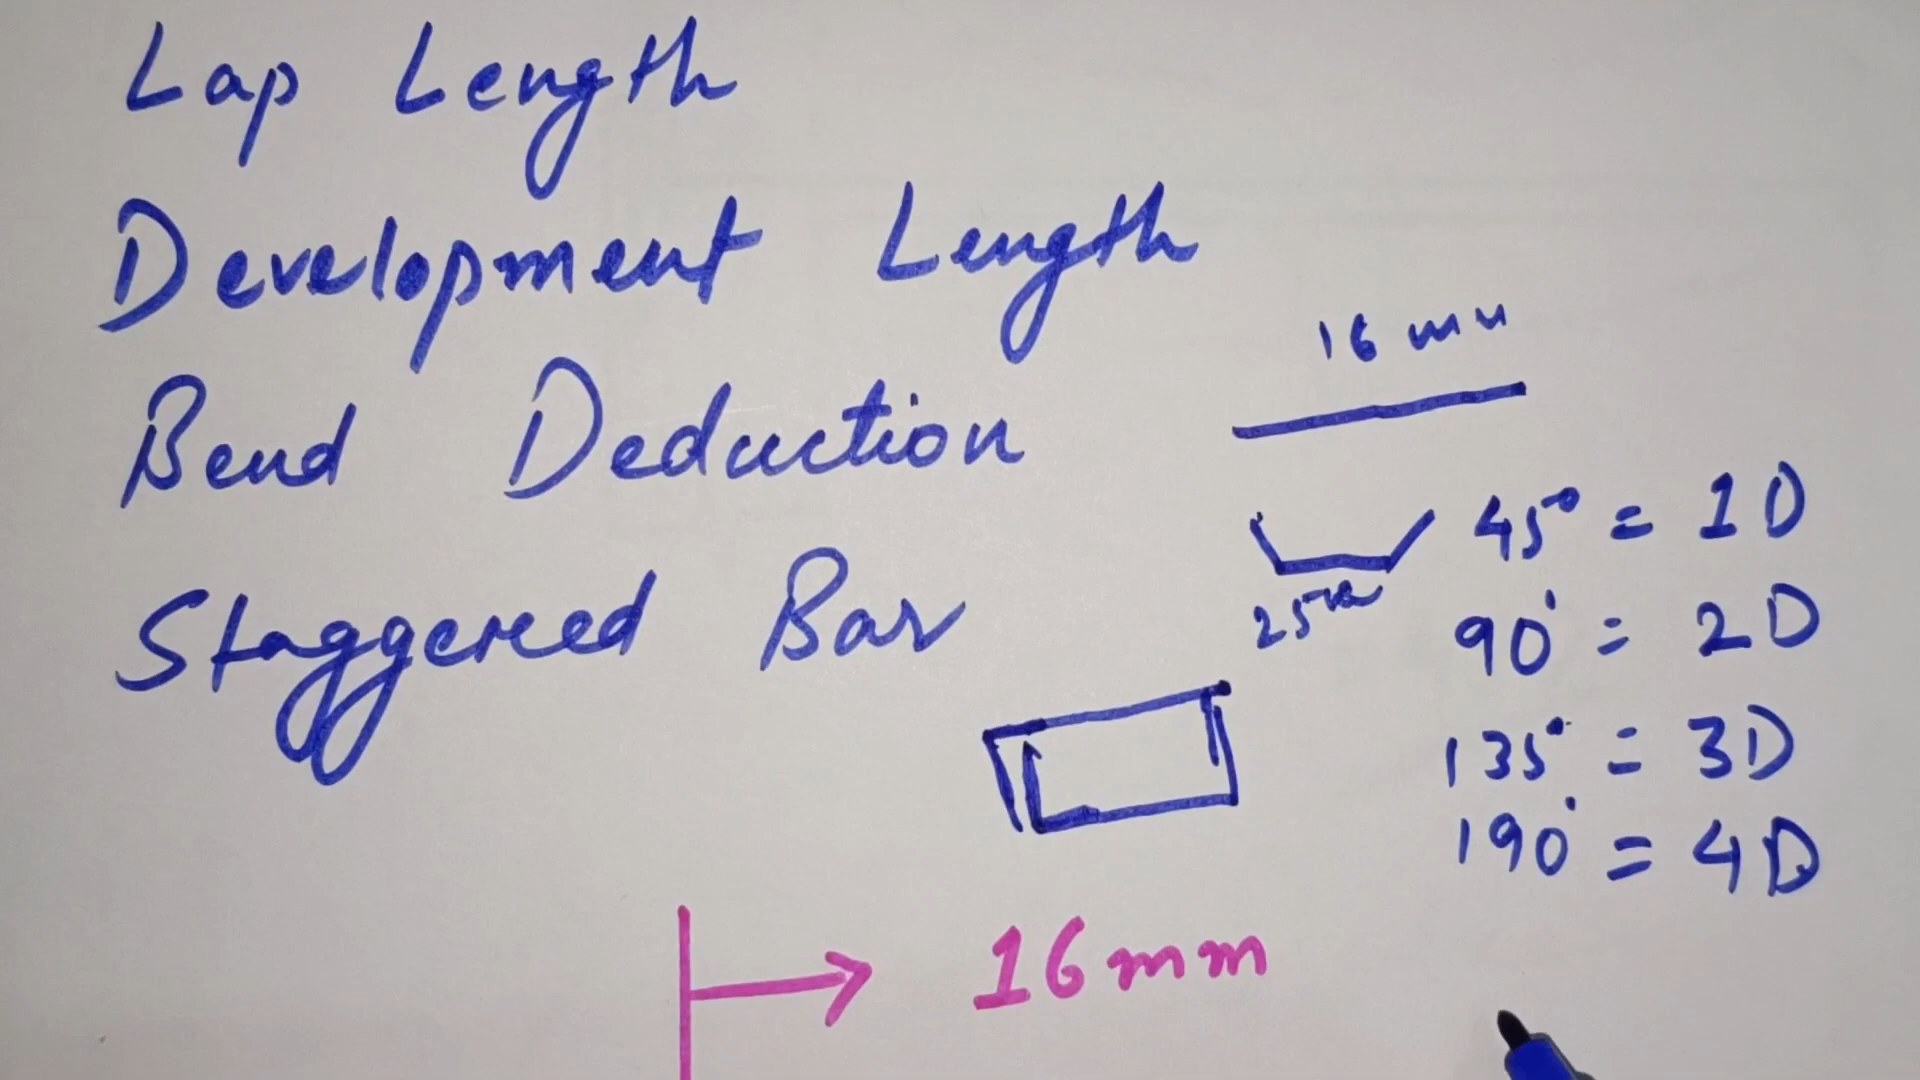 Lap Length
Development Length
Bend Deduction
Staggered Bar
16 mm
25
45° = 1D
90° = 2D
135° = 3D
190° = 4D
16mm